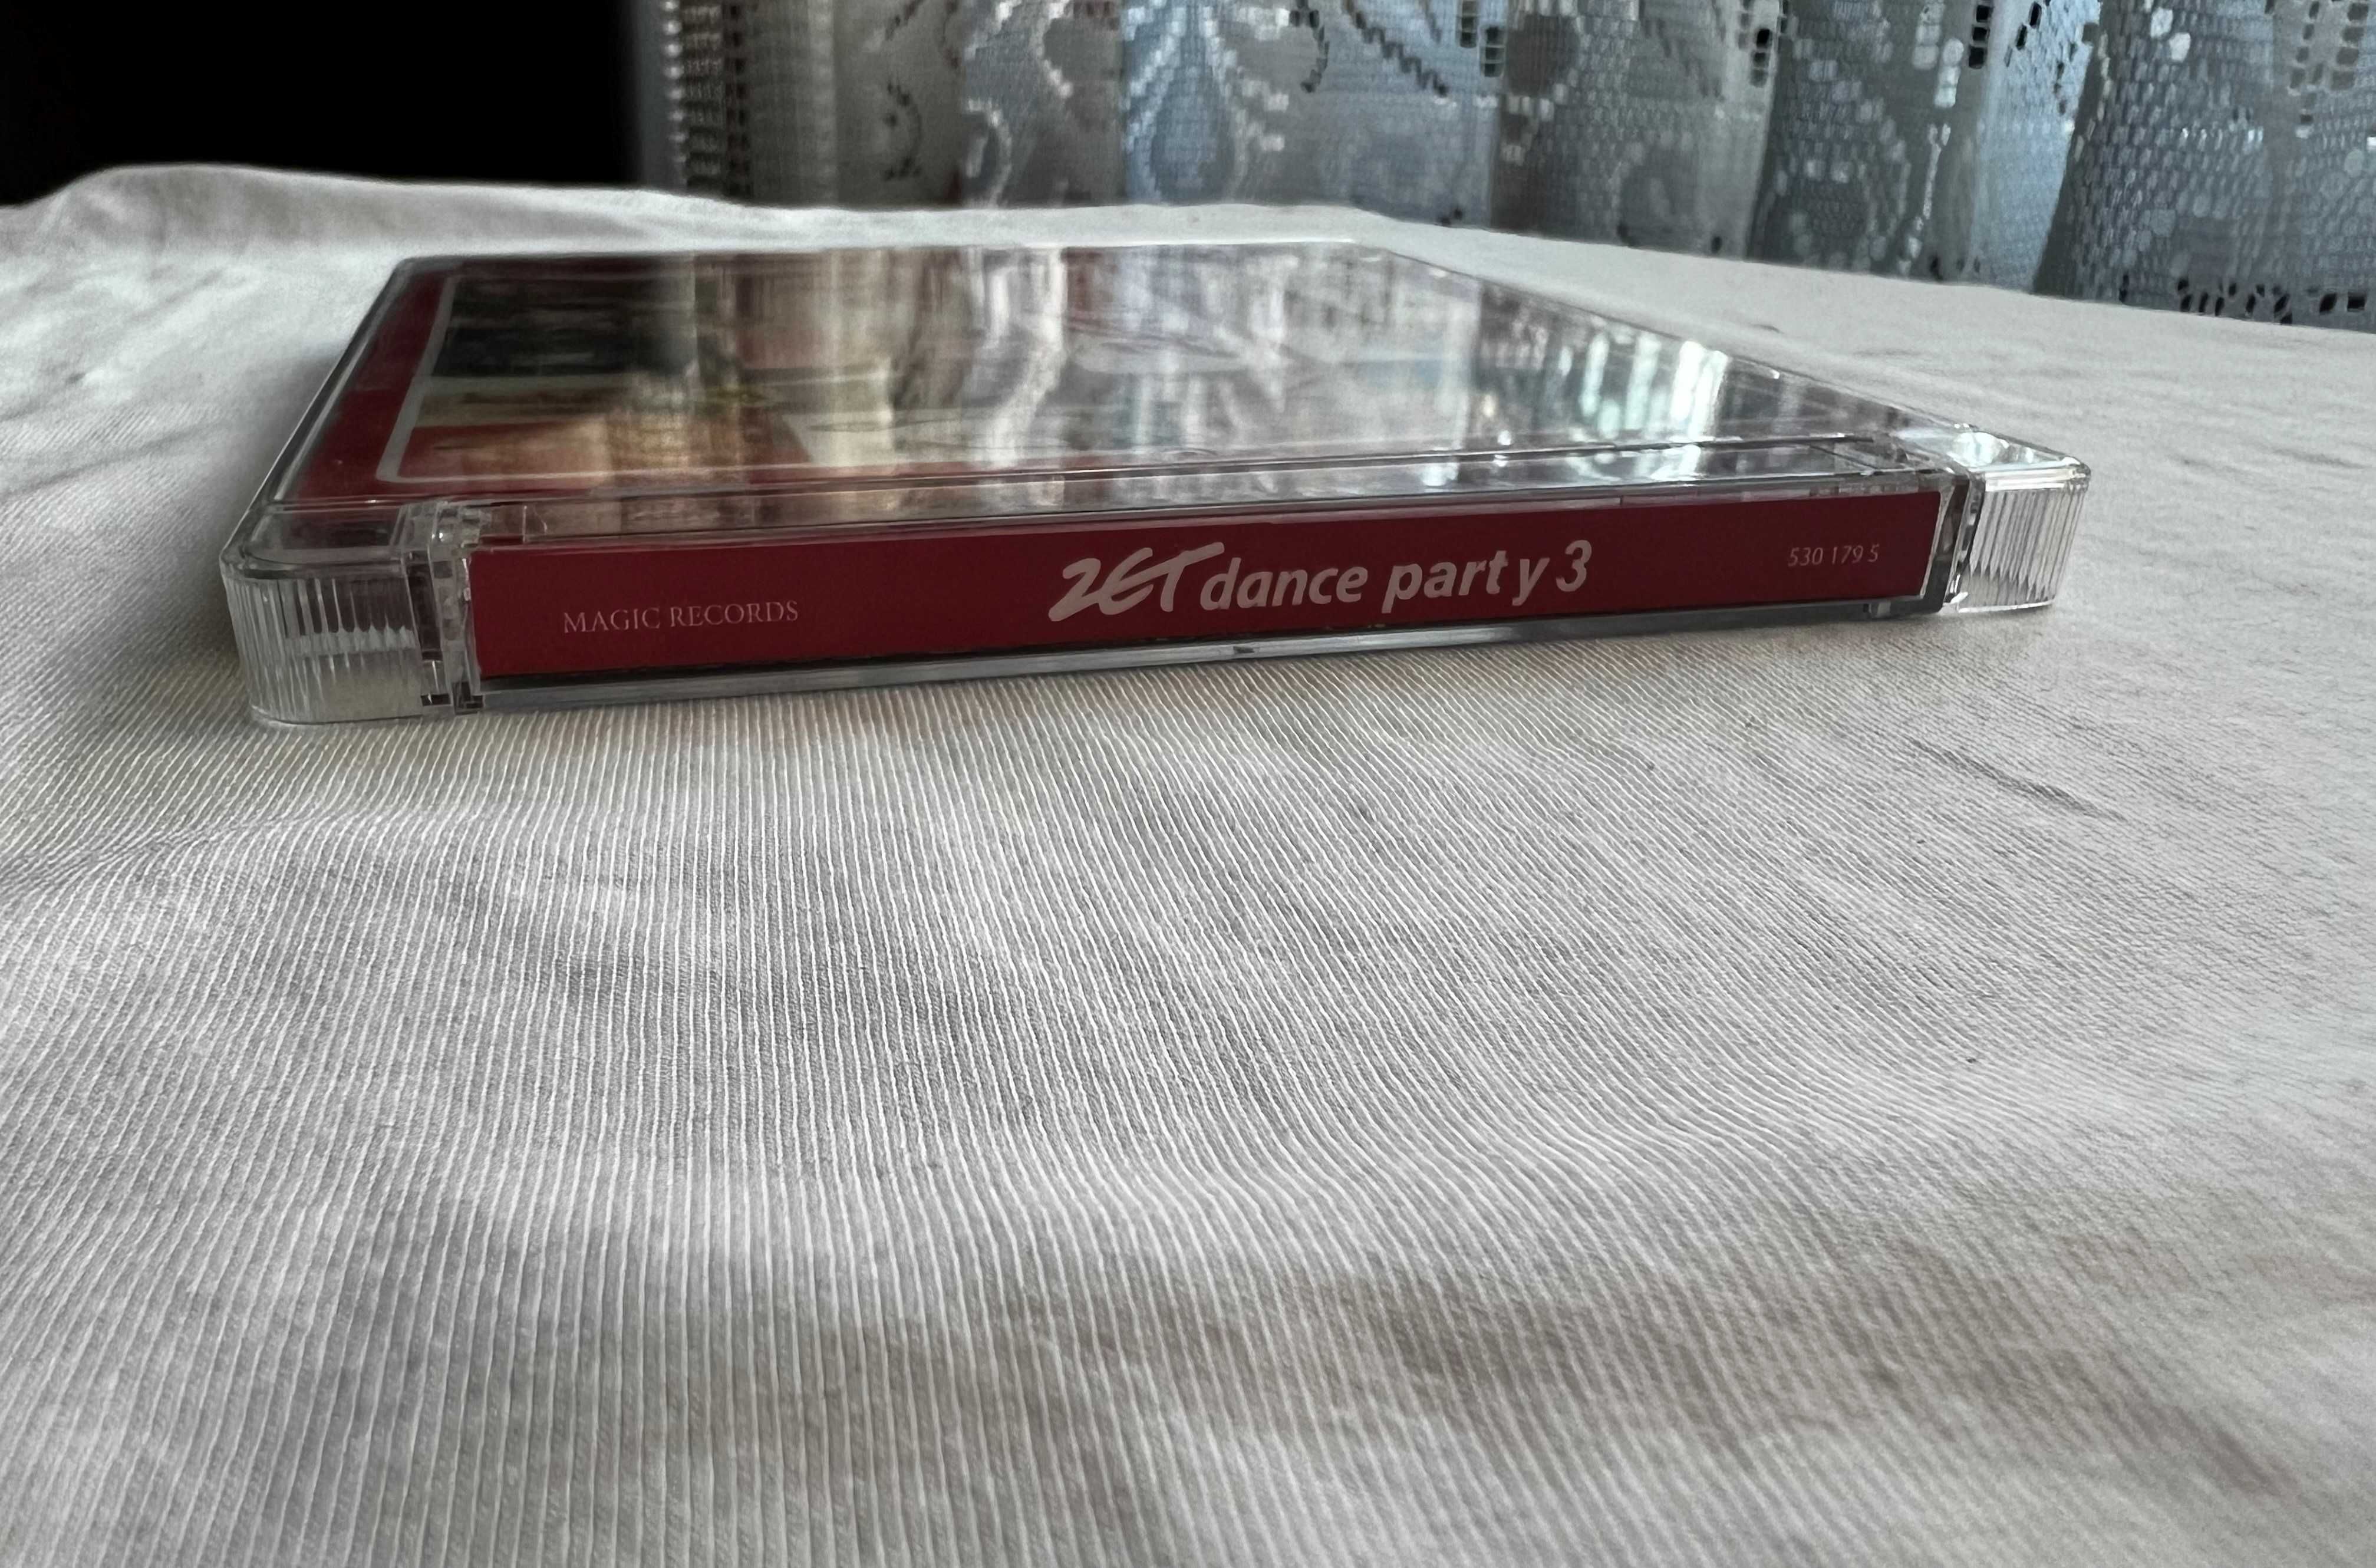 MAGIC RECORDS
ZET dance party 3
530 179 5